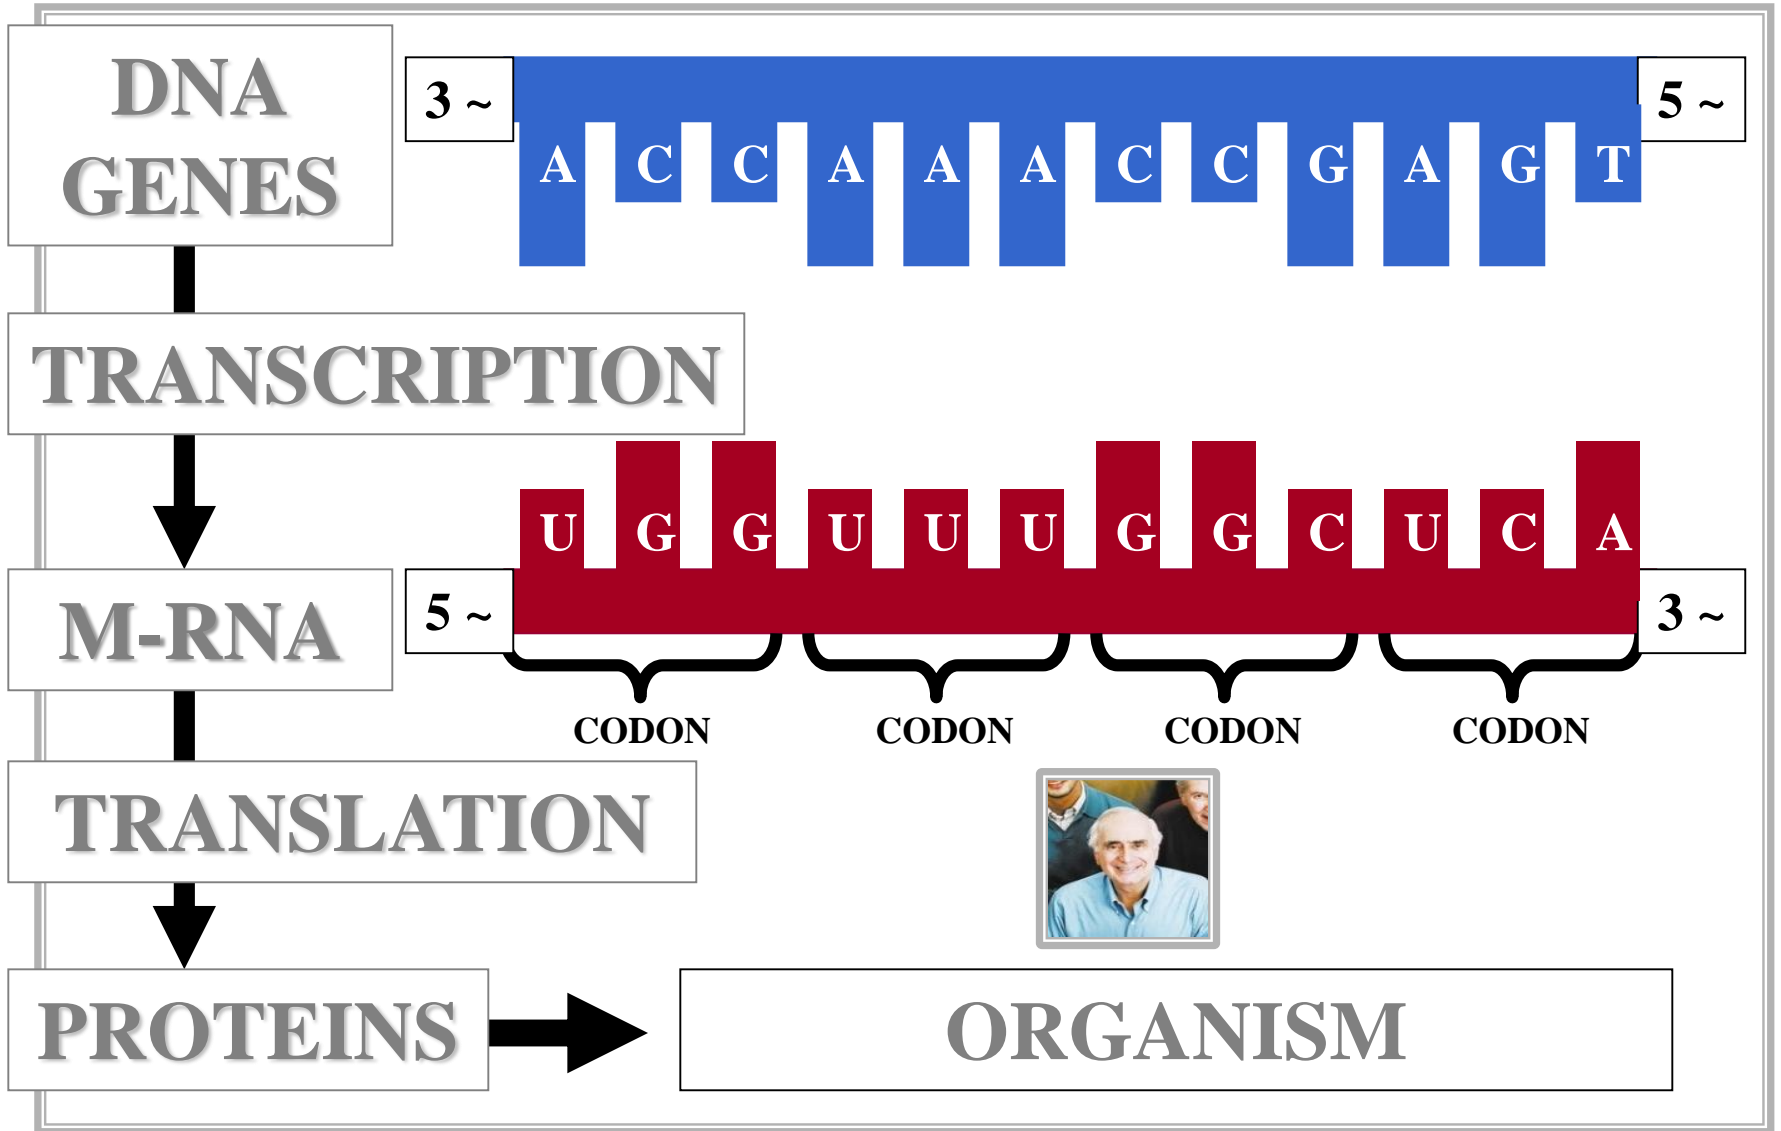 DNA
GENES
3 ~
5 ~
A C C A A A C C G A G T
TRANSCRIPTION
U G G U U U G G C U C A
M-RNA
5 ~
3 ~
CODON CODON CODON CODON
TRANSLATION
PROTEINS
ORGANISM